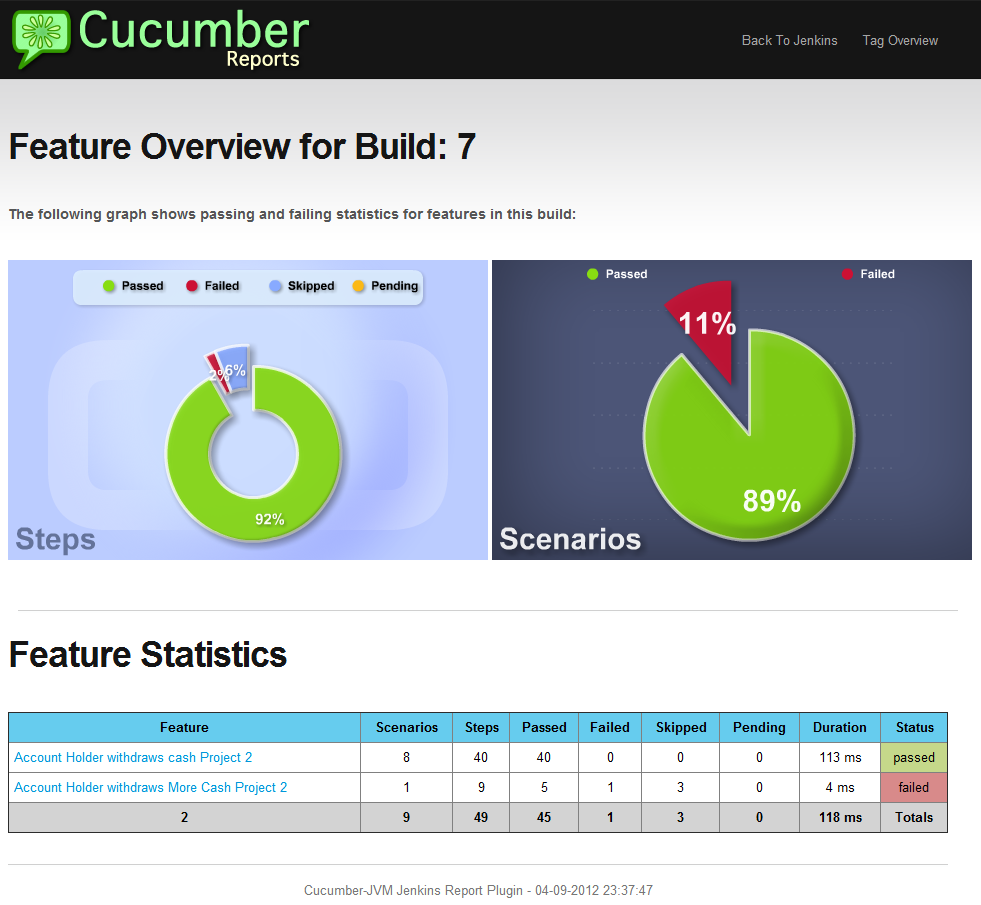 Cucumber
Reports
Back To Jenkins Tag Overview
Feature Overview for Build: 7
The following graph shows passing and failing statistics for features in this build:
Passed Failed Skipped Pending
2% 6%
92%
Steps
Passed Failed
11%
89%
Scenarios
Feature Statistics
Feature Scenarios Steps Passed Failed Skipped Pending Duration Status
Account Holder withdraws cash Project 2 8 40 40 0 0 0 113 ms passed
Account Holder withdraws More Cash Project 2 1 9 5 1 3 0 4 ms failed
2 9 49 45 1 3 0 118 ms Totals
Cucumber-JVM Jenkins Report Plugin - 04-09-2012 23:37:47